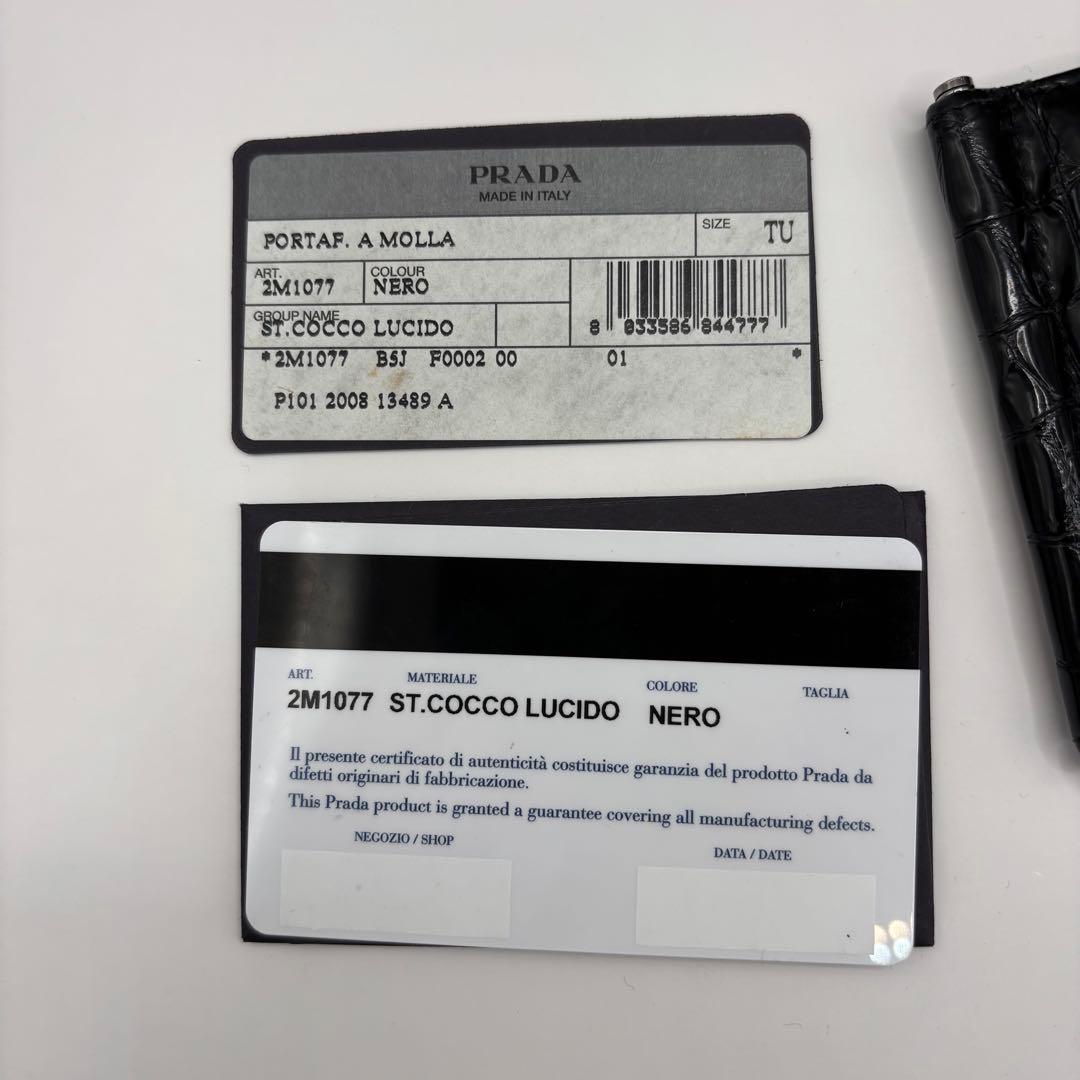 PRADA
MADE IN ITALY
PORTAF. A MOLLA
SIZE TU
ART. COLOUR
2M1077 NERO
GROUP NAME
ST.COCCO LUCIDO
8 033586 844777
*2M1077 B5J F0002 00 01 *
P101 2008 13489 A
ART. MATERIALE COLORE TAGLIA
2M1077 ST.COCCO LUCIDO NERO
Il presente certificato di autenticità costituisce garanzia del prodotto Prada da
difetti originari di fabbricazione.
This Prada product is granted a guarantee covering all manufacturing defects.
NEGOZIO / SHOP DATA / DATE